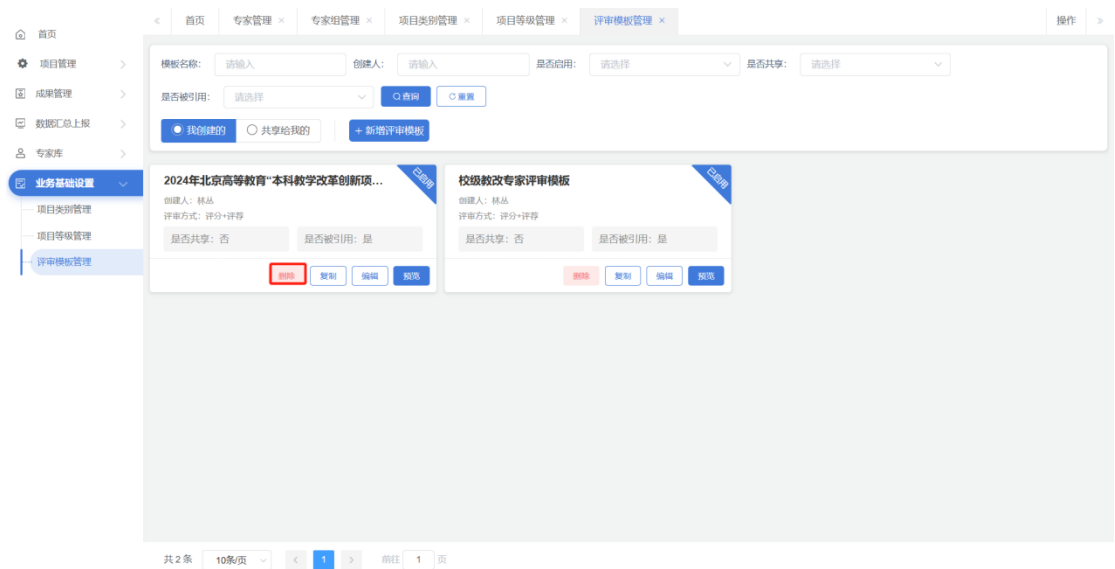 首页 专家管理 × 专家组管理 × 项目类别管理 × 项目等级管理 × 评审模板管理 × 操作
首页
项目管理
成果管理
数据汇总上报
专家库
业务基础设置
项目类别管理
项目等级管理
评审模板管理
模板名称: 请输入 创建人: 请输入 是否启用: 请选择 是否共享: 请选择
是否被引用: 请选择 查询 重置
我创建的 共享给我的 + 新增评审模板
2024年北京高等教育“本科教学改革创新项... 已启用
创建人: 林丛
评审方式: 评分+评荐
是否共享: 否 是否被引用: 是
删除 复制 编辑 预览
校级教改专家评审模板 已启用
创建人: 林丛
评审方式: 评分+评荐
是否共享: 否 是否被引用: 是
删除 复制 编辑 预览
共 2 条 10条/页 < 1 > 前往 1 页